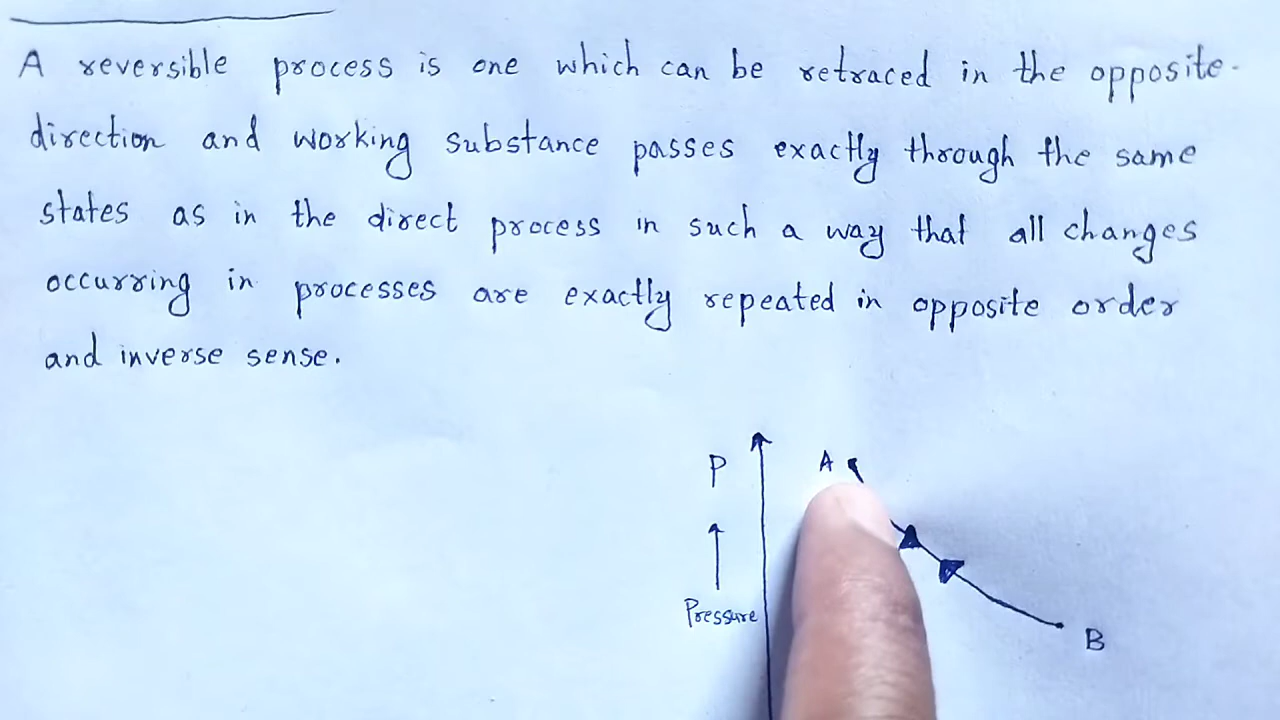 A reversible process is one which can be retraced in the opposite-
direction and working substance passes exactly through the same
states as in the direct process in such a way that all changes
occurring in processes are exactly repeated in opposite order
and inverse sense.
P
A
Pressure
B